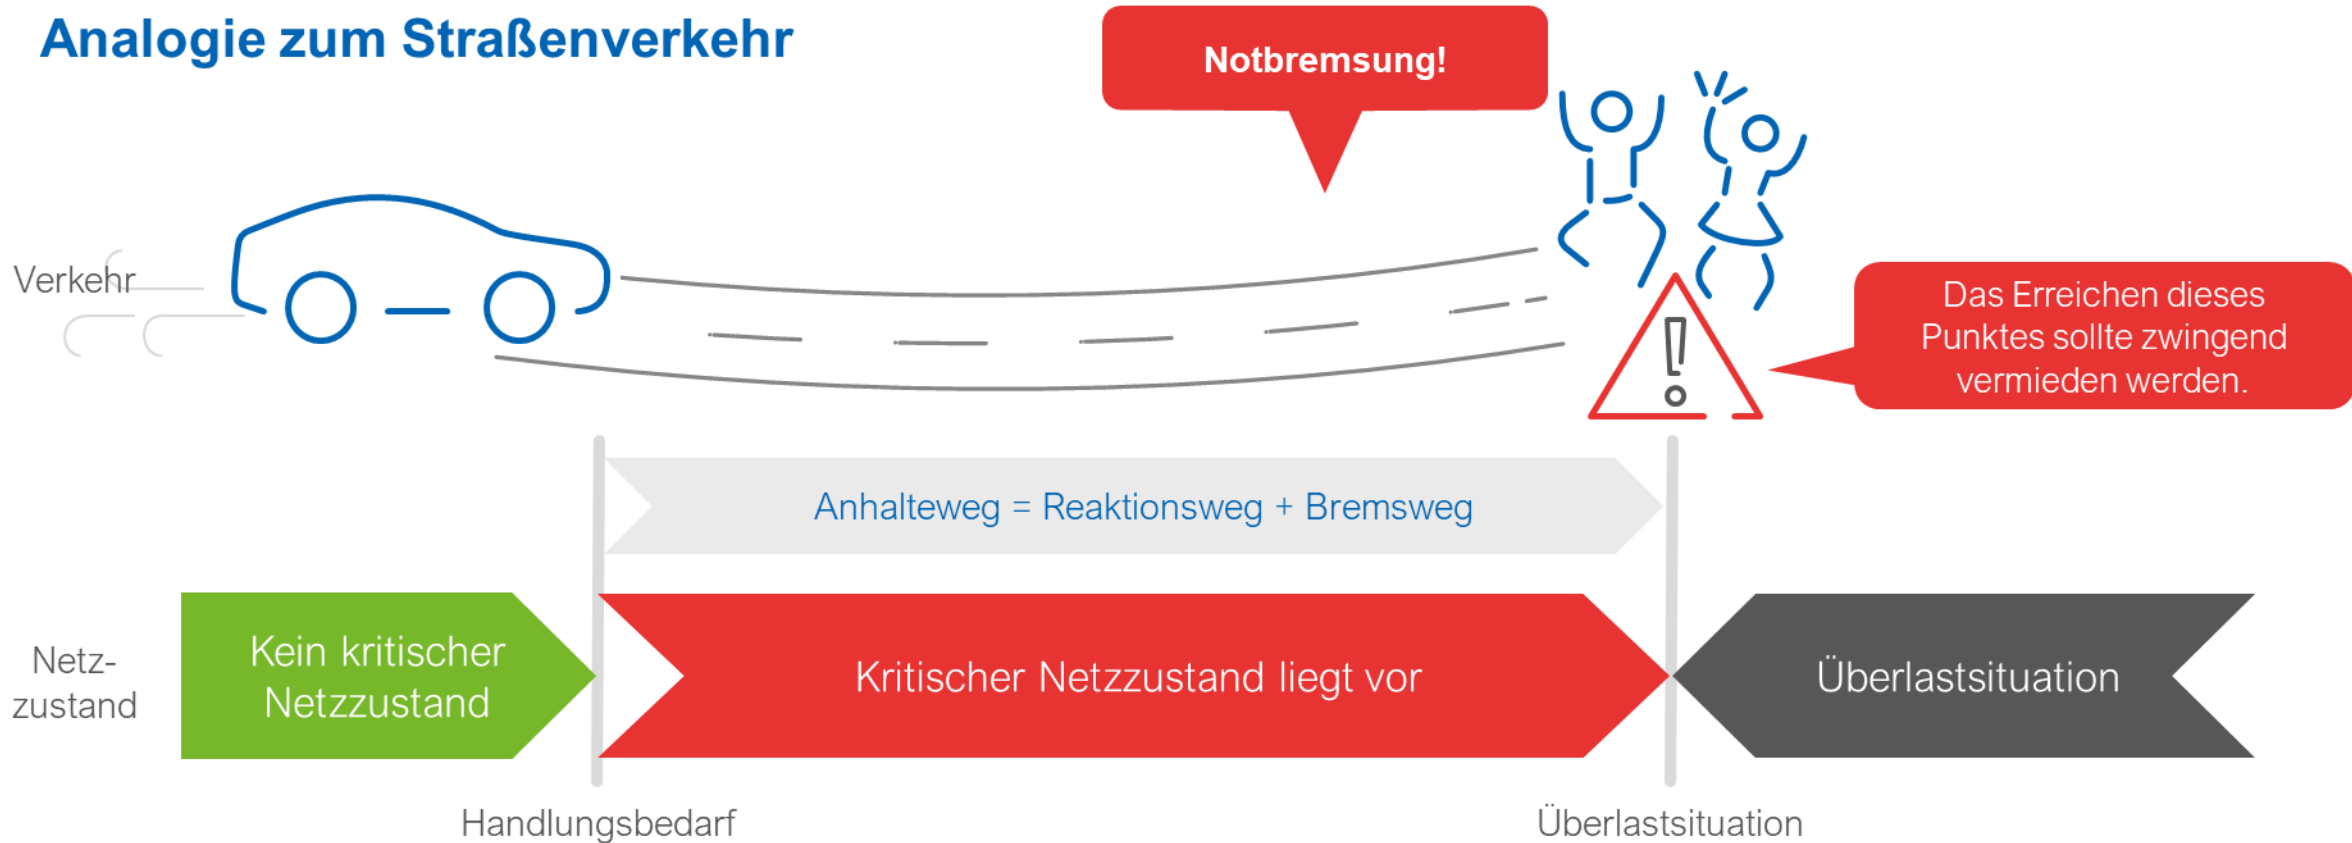 Analogie zum Straßenverkehr
Notbremsung!
Verkehr
Das Erreichen dieses
Punktes sollte zwingend
vermieden werden.
Anhalteweg = Reaktionsweg + Bremsweg
Netz-
zustand
Kein kritischer
Netzzustand
Kritischer Netzzustand liegt vor
Überlastsituation
Handlungsbedarf
Überlastsituation